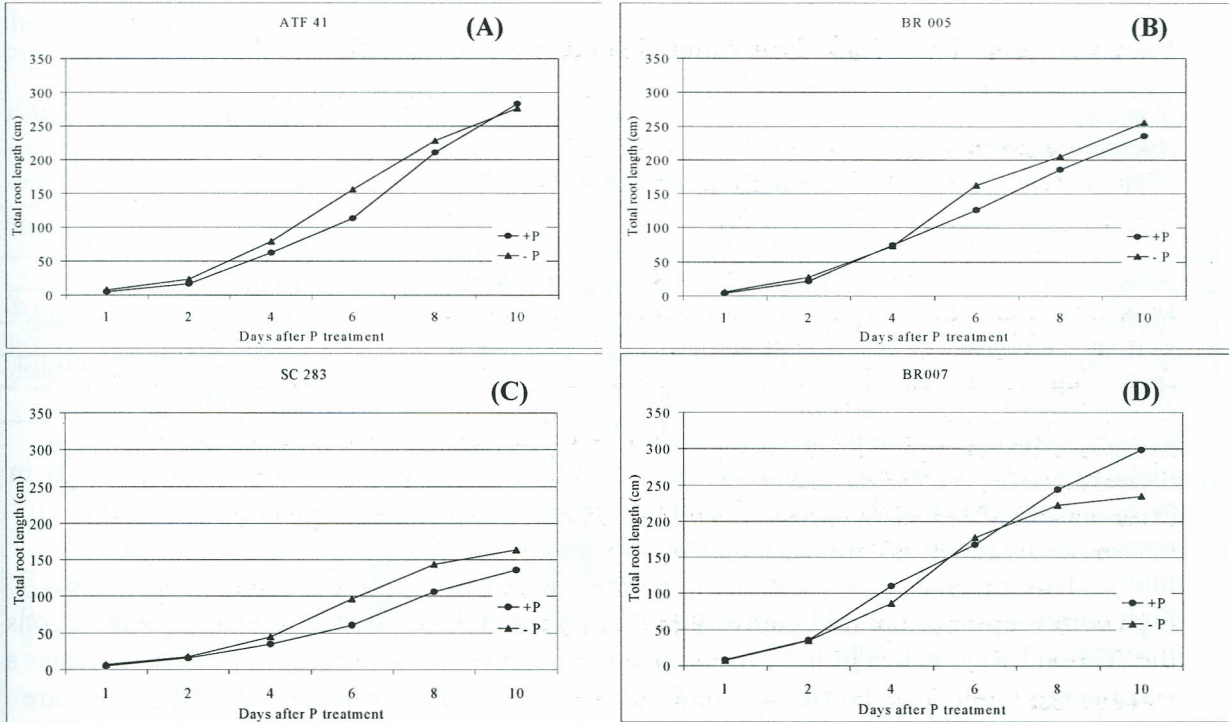 ATF 41
(A)
350
300
250
200
150
100
50
0
Total root length (cm)
+P
- P
1 2 4 6 8 10
Days after P treatment
BR 005
(B)
350
300
250
200
150
100
50
0
Total root length (cm)
+P
- P
1 2 4 6 8 10
Days after P treatment
SC 283
(C)
350
300
250
200
150
100
50
0
Total root length (cm)
+P
- P
1 2 4 6 8 10
Days after P treatment
BR007
(D)
350
300
250
200
150
100
50
0
Total root length (cm)
+P
- P
1 2 4 6 8 10
Days after P treatment